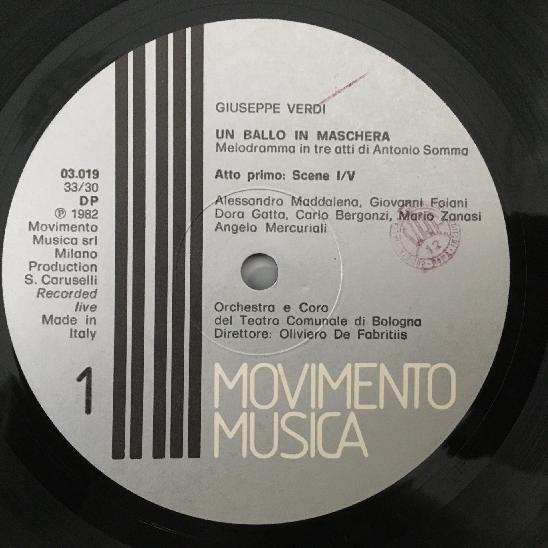 GIUSEPPE VERDI
UN BALLO IN MASCHERA
Melodramma in tre atti di Antonio Somma
Atto primo: Scene I/V
Alessandro Maddalena, Giovanni Foiani
Dora Gatta, Carlo Bergonzi, Mario Zanasi
Angelo Mercuriali
03.019
33/30
DP
Ⓟ 1982
Movimento
Musica srl
Milano
Production
S. Caruselli
Recorded
live
Made in
Italy
Orchestra e Coro
del Teatro Comunale di Bologna
Direttore: Oliviero De Fabritiis
1
MOVIMENTO
MUSICA
12